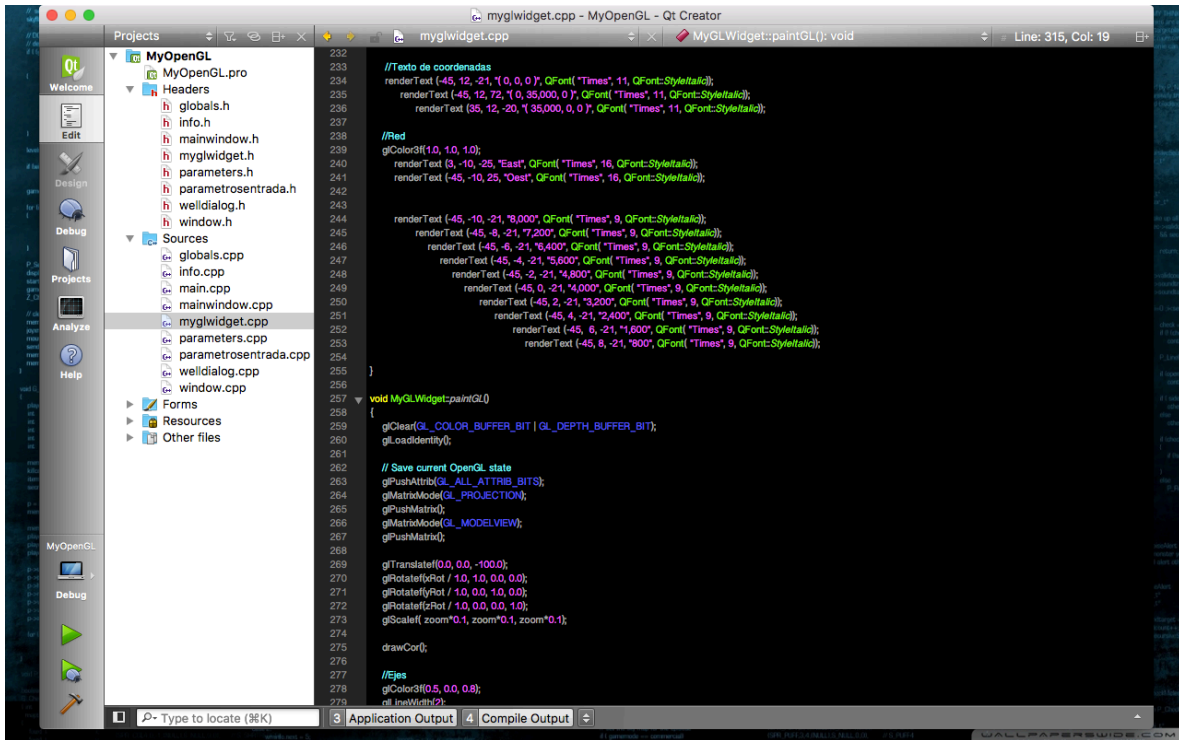 myglwidget.cpp - MyOpenGL - Qt Creator
Projects
myglwidget.cpp
MyGLWidget::paintGL(): void
Line: 315, Col: 19
Welcome
Edit
Design
Debug
Projects
Analyze
Help
MyOpenGL
Debug
MyOpenGL
MyOpenGL.pro
Headers
globals.h
info.h
mainwindow.h
myglwidget.h
parameters.h
parametrosentrada.h
welldialog.h
window.h
Sources
globals.cpp
info.cpp
main.cpp
mainwindow.cpp
myglwidget.cpp
parameters.cpp
parametrosentrada.cpp
welldialog.cpp
window.cpp
Forms
Resources
Other files
232
233 //Texto de coordenadas
234 renderText (-45, 12, -21, "( 0, 0, 0 )", QFont( "Times", 11, QFont::StyleItalic));
235 renderText (-45, 12, 72, "( 0, 35,000, 0 )", QFont( "Times", 11, QFont::StyleItalic));
236 renderText (35, 12, -20, "( 35,000, 0, 0 )", QFont( "Times", 11, QFont::StyleItalic));
237
238 //Red
239 glColor3f(1.0, 1.0, 1.0);
240 renderText (3, -10, -25, "East", QFont( "Times", 16, QFont::StyleItalic));
241 renderText (-45, -10, 25, "Oest", QFont( "Times", 16, QFont::StyleItalic));
242
243
244 renderText (-45, -10, -21, "8,000", QFont( "Times", 9, QFont::StyleItalic));
245 renderText (-45, -8, -21, "7,200", QFont( "Times", 9, QFont::StyleItalic));
246 renderText (-45, -6, -21, "6,400", QFont( "Times", 9, QFont::StyleItalic));
247 renderText (-45, -4, -21, "5,600", QFont( "Times", 9, QFont::StyleItalic));
248 renderText (-45, -2, -21, "4,800", QFont( "Times", 9, QFont::StyleItalic));
249 renderText (-45, 0, -21, "4,000", QFont( "Times", 9, QFont::StyleItalic));
250 renderText (-45, 2, -21, "3,200", QFont( "Times", 9, QFont::StyleItalic));
251 renderText (-45, 4, -21, "2,400", QFont( "Times", 9, QFont::StyleItalic));
252 renderText (-45, 6, -21, "1,600", QFont( "Times", 9, QFont::StyleItalic));
253 renderText (-45, 8, -21, "800", QFont( "Times", 9, QFont::StyleItalic));
254
255 }
256
257 void MyGLWidget::paintGL()
258 {
259 glClear(GL_COLOR_BUFFER_BIT | GL_DEPTH_BUFFER_BIT);
260 glLoadIdentity();
261
262 // Save current OpenGL state
263 glPushAttrib(GL_ALL_ATTRIB_BITS);
264 glMatrixMode(GL_PROJECTION);
265 glPushMatrix();
266 glMatrixMode(GL_MODELVIEW);
267 glPushMatrix();
268
269 glTranslatef(0.0, 0.0, -100.0);
270 glRotatef(xRot / 1.0, 1.0, 0.0, 0.0);
271 glRotatef(yRot / 1.0, 0.0, 1.0, 0.0);
272 glRotatef(zRot / 1.0, 0.0, 0.0, 1.0);
273 glScalef( zoom*0.1, zoom*0.1, zoom*0.1);
274
275 drawCor();
276
277 //Ejes
278 glColor3f(0.5, 0.0, 0.8);
279 glLineWidth(2);
Type to locate (⌘K)
3 Application Output
4 Compile Output
WALLPAPERSWIDE.COM